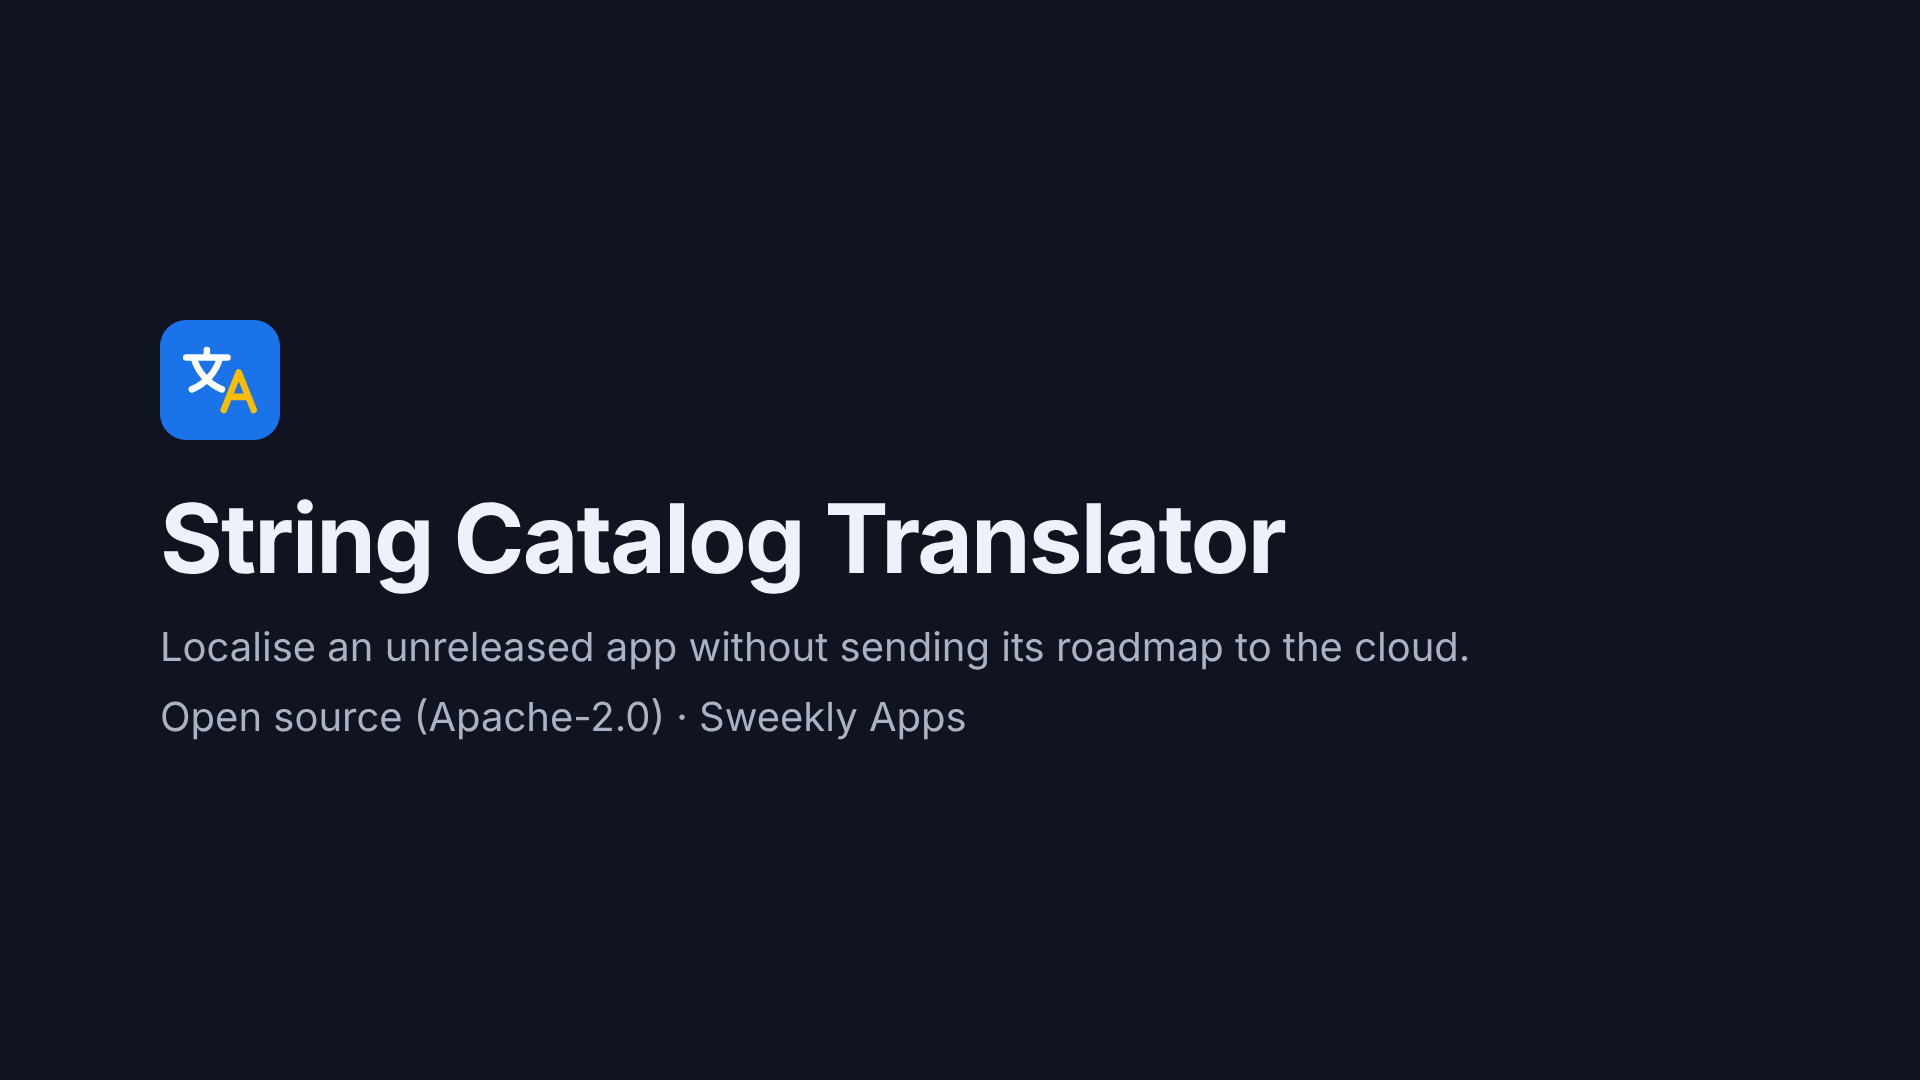 文A
String Catalog Translator
Localise an unreleased app without sending its roadmap to the cloud.
Open source (Apache-2.0) · Sweekly Apps